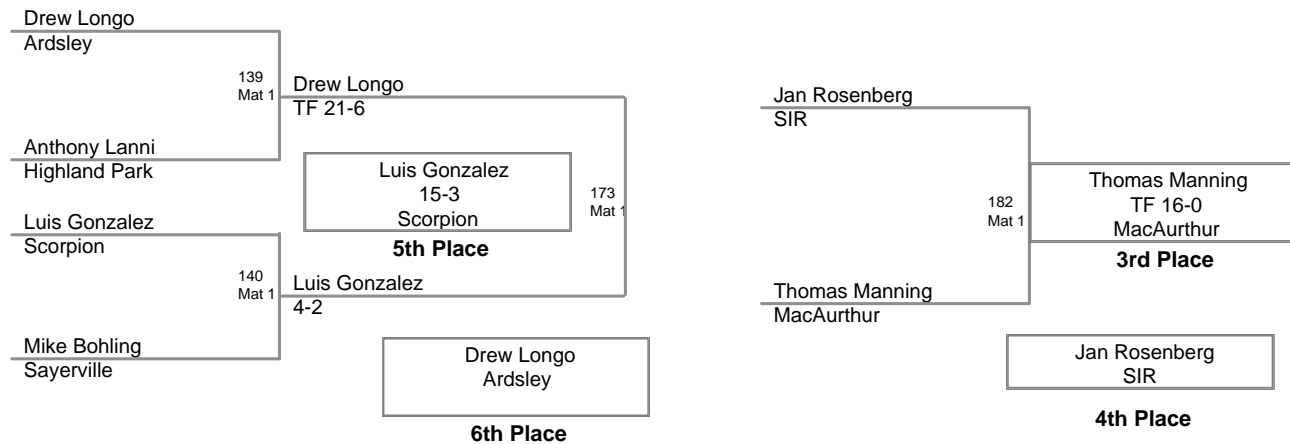 Drew Longo
Ardsley
139
Mat 1
Drew Longo
TF 21-6
Anthony Lanni
Highland Park
Luis Gonzalez
15-3
Scorpion
5th Place
173
Mat 1
Luis Gonzalez
Scorpion
140
Mat 1
Luis Gonzalez
4-2
Mike Bohling
Sayerville
Drew Longo
Ardsley
6th Place
Jan Rosenberg
SIR
182
Mat 1
Thomas Manning
TF 16-0
MacAurthur
3rd Place
Thomas Manning
MacAurthur
Jan Rosenberg
SIR
4th Place